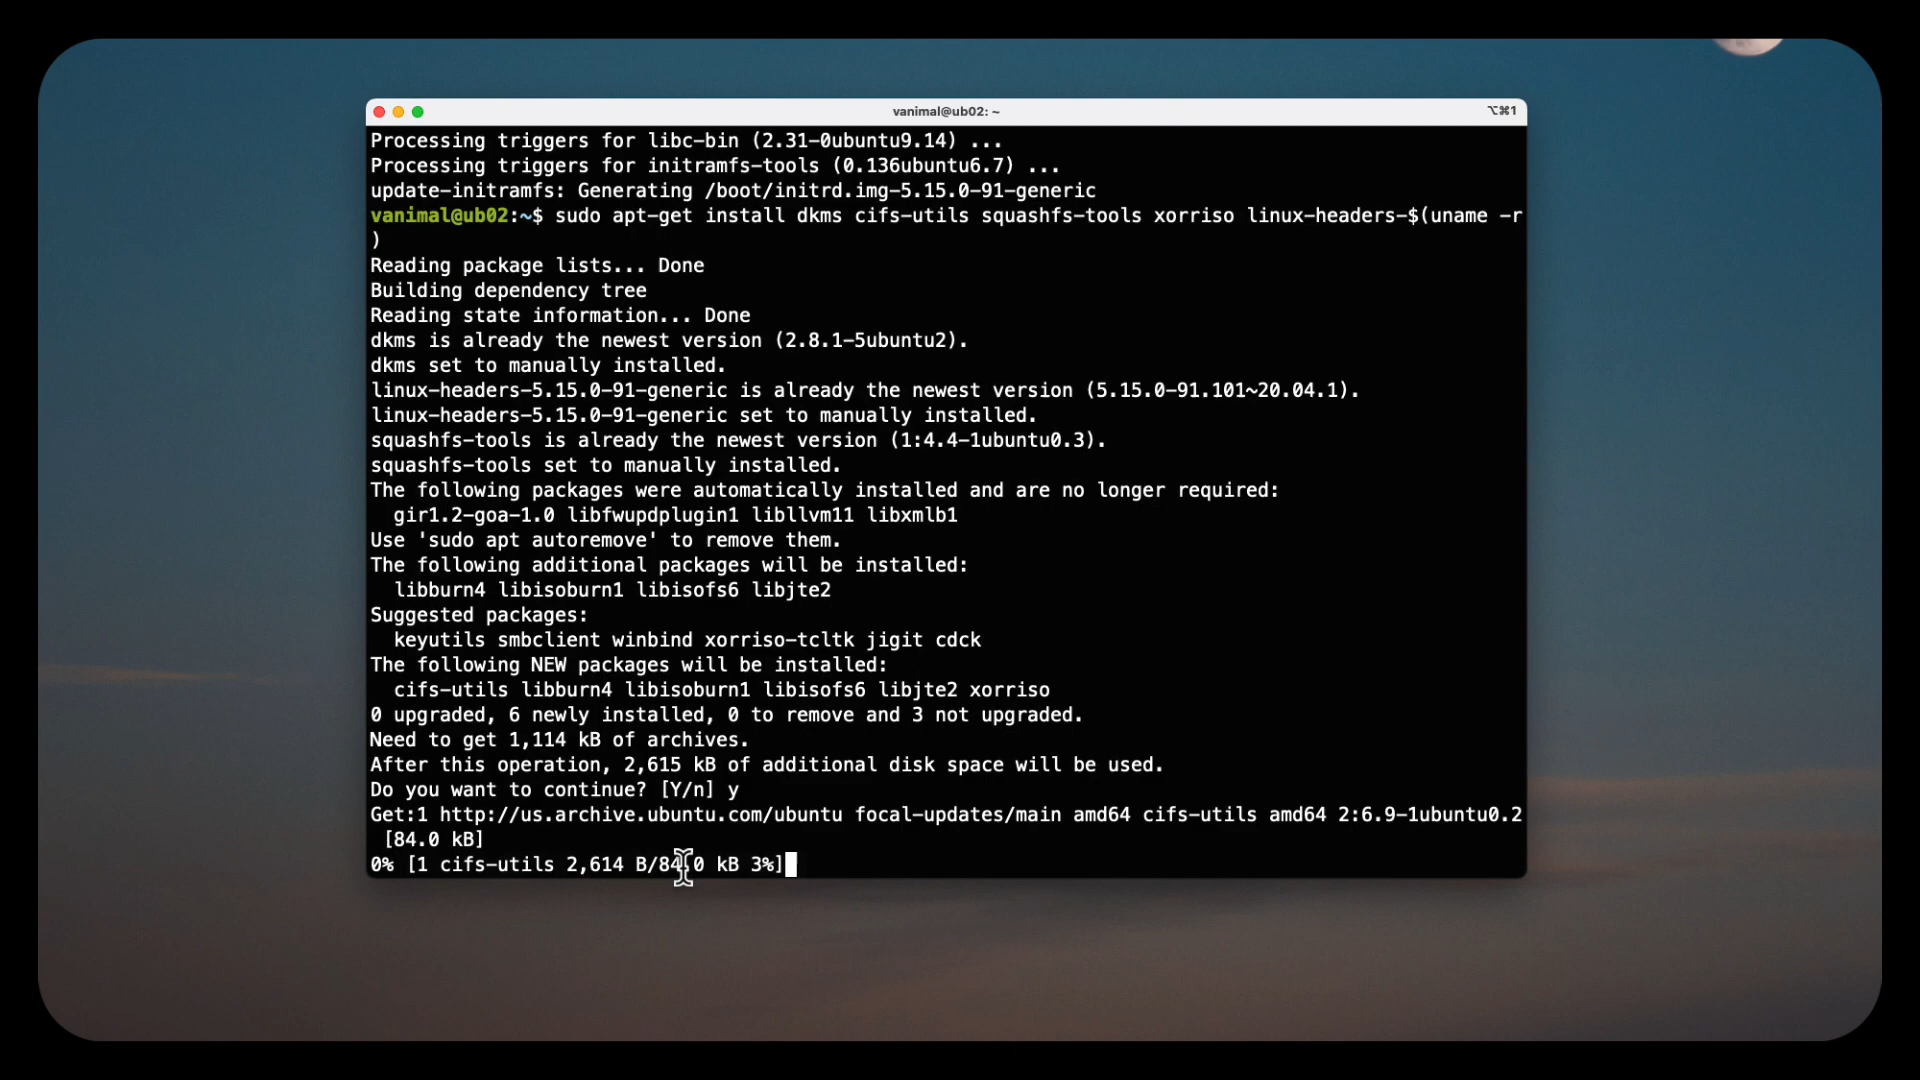 vanimal@ub02: ~
⌥⌘1
Processing triggers for libc-bin (2.31-0ubuntu9.14) ...
Processing triggers for initramfs-tools (0.136ubuntu6.7) ...
update-initramfs: Generating /boot/initrd.img-5.15.0-91-generic
vanimal@ub02:~$ sudo apt-get install dkms cifs-utils squashfs-tools xorriso linux-headers-$(uname -r
)
Reading package lists... Done
Building dependency tree
Reading state information... Done
dkms is already the newest version (2.8.1-5ubuntu2).
dkms set to manually installed.
linux-headers-5.15.0-91-generic is already the newest version (5.15.0-91.101~20.04.1).
linux-headers-5.15.0-91-generic set to manually installed.
squashfs-tools is already the newest version (1:4.4-1ubuntu0.3).
squashfs-tools set to manually installed.
The following packages were automatically installed and are no longer required:
  gir1.2-goa-1.0 libfwupdplugin1 libllvm11 libxmlb1
Use 'sudo apt autoremove' to remove them.
The following additional packages will be installed:
  libburn4 libisoburn1 libisofs6 libjte2
Suggested packages:
  keyutils smbclient winbind xorriso-tcltk jigit cdck
The following NEW packages will be installed:
  cifs-utils libburn4 libisoburn1 libisofs6 libjte2 xorriso
0 upgraded, 6 newly installed, 0 to remove and 3 not upgraded.
Need to get 1,114 kB of archives.
After this operation, 2,615 kB of additional disk space will be used.
Do you want to continue? [Y/n] y
Get:1 http://us.archive.ubuntu.com/ubuntu focal-updates/main amd64 cifs-utils amd64 2:6.9-1ubuntu0.2
 [84.0 kB]
0% [1 cifs-utils 2,614 B/84.0 kB 3%]